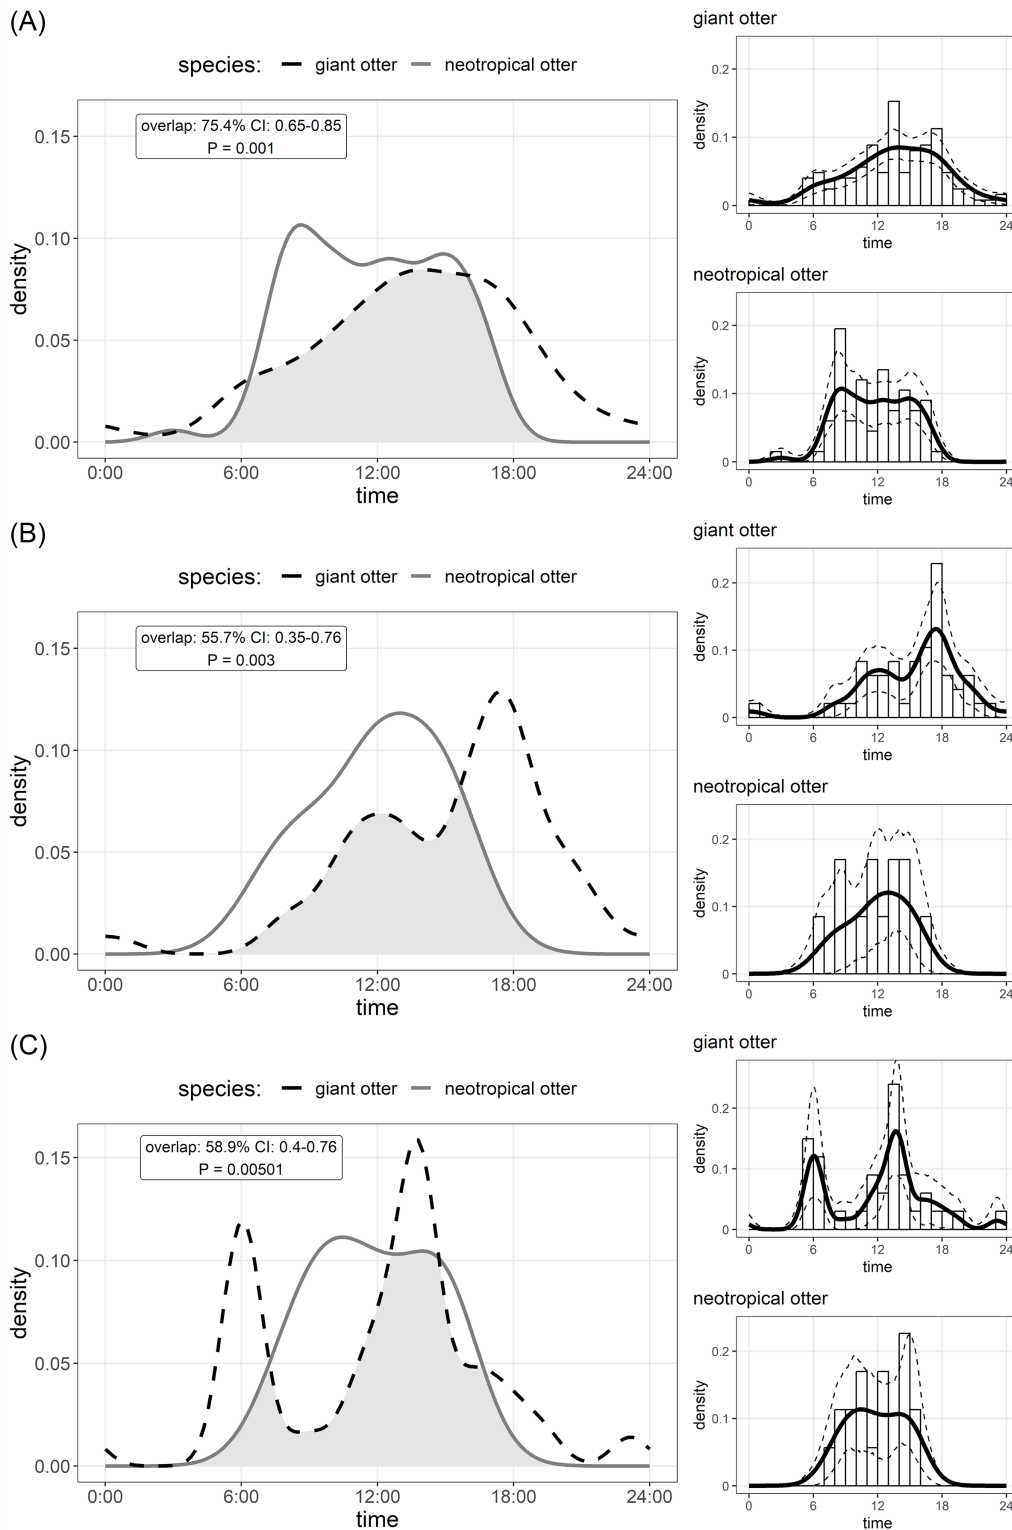 (A)
species: giant otter neotropical otter
overlap: 75.4% CI: 0.65-0.85
P = 0.001
density
0.15
0.10
0.05
0.00
0:00 6:00 12:00 18:00 24:00
time
giant otter
density
0.2
0.1
0
0 6 12 18 24
time
neotropical otter
density
0.2
0.1
0
0 6 12 18 24
time
(B)
species: giant otter neotropical otter
overlap: 55.7% CI: 0.35-0.76
P = 0.003
density
0.15
0.10
0.05
0.00
0:00 6:00 12:00 18:00 24:00
time
giant otter
density
0.2
0.1
0
0 6 12 18 24
time
neotropical otter
density
0.2
0.1
0
0 6 12 18 24
time
(C)
species: giant otter neotropical otter
overlap: 58.9% CI: 0.4-0.76
P = 0.00501
density
0.15
0.10
0.05
0.00
0:00 6:00 12:00 18:00 24:00
time
giant otter
density
0.2
0.1
0
0 6 12 18 24
time
neotropical otter
density
0.2
0.1
0
0 6 12 18 24
time